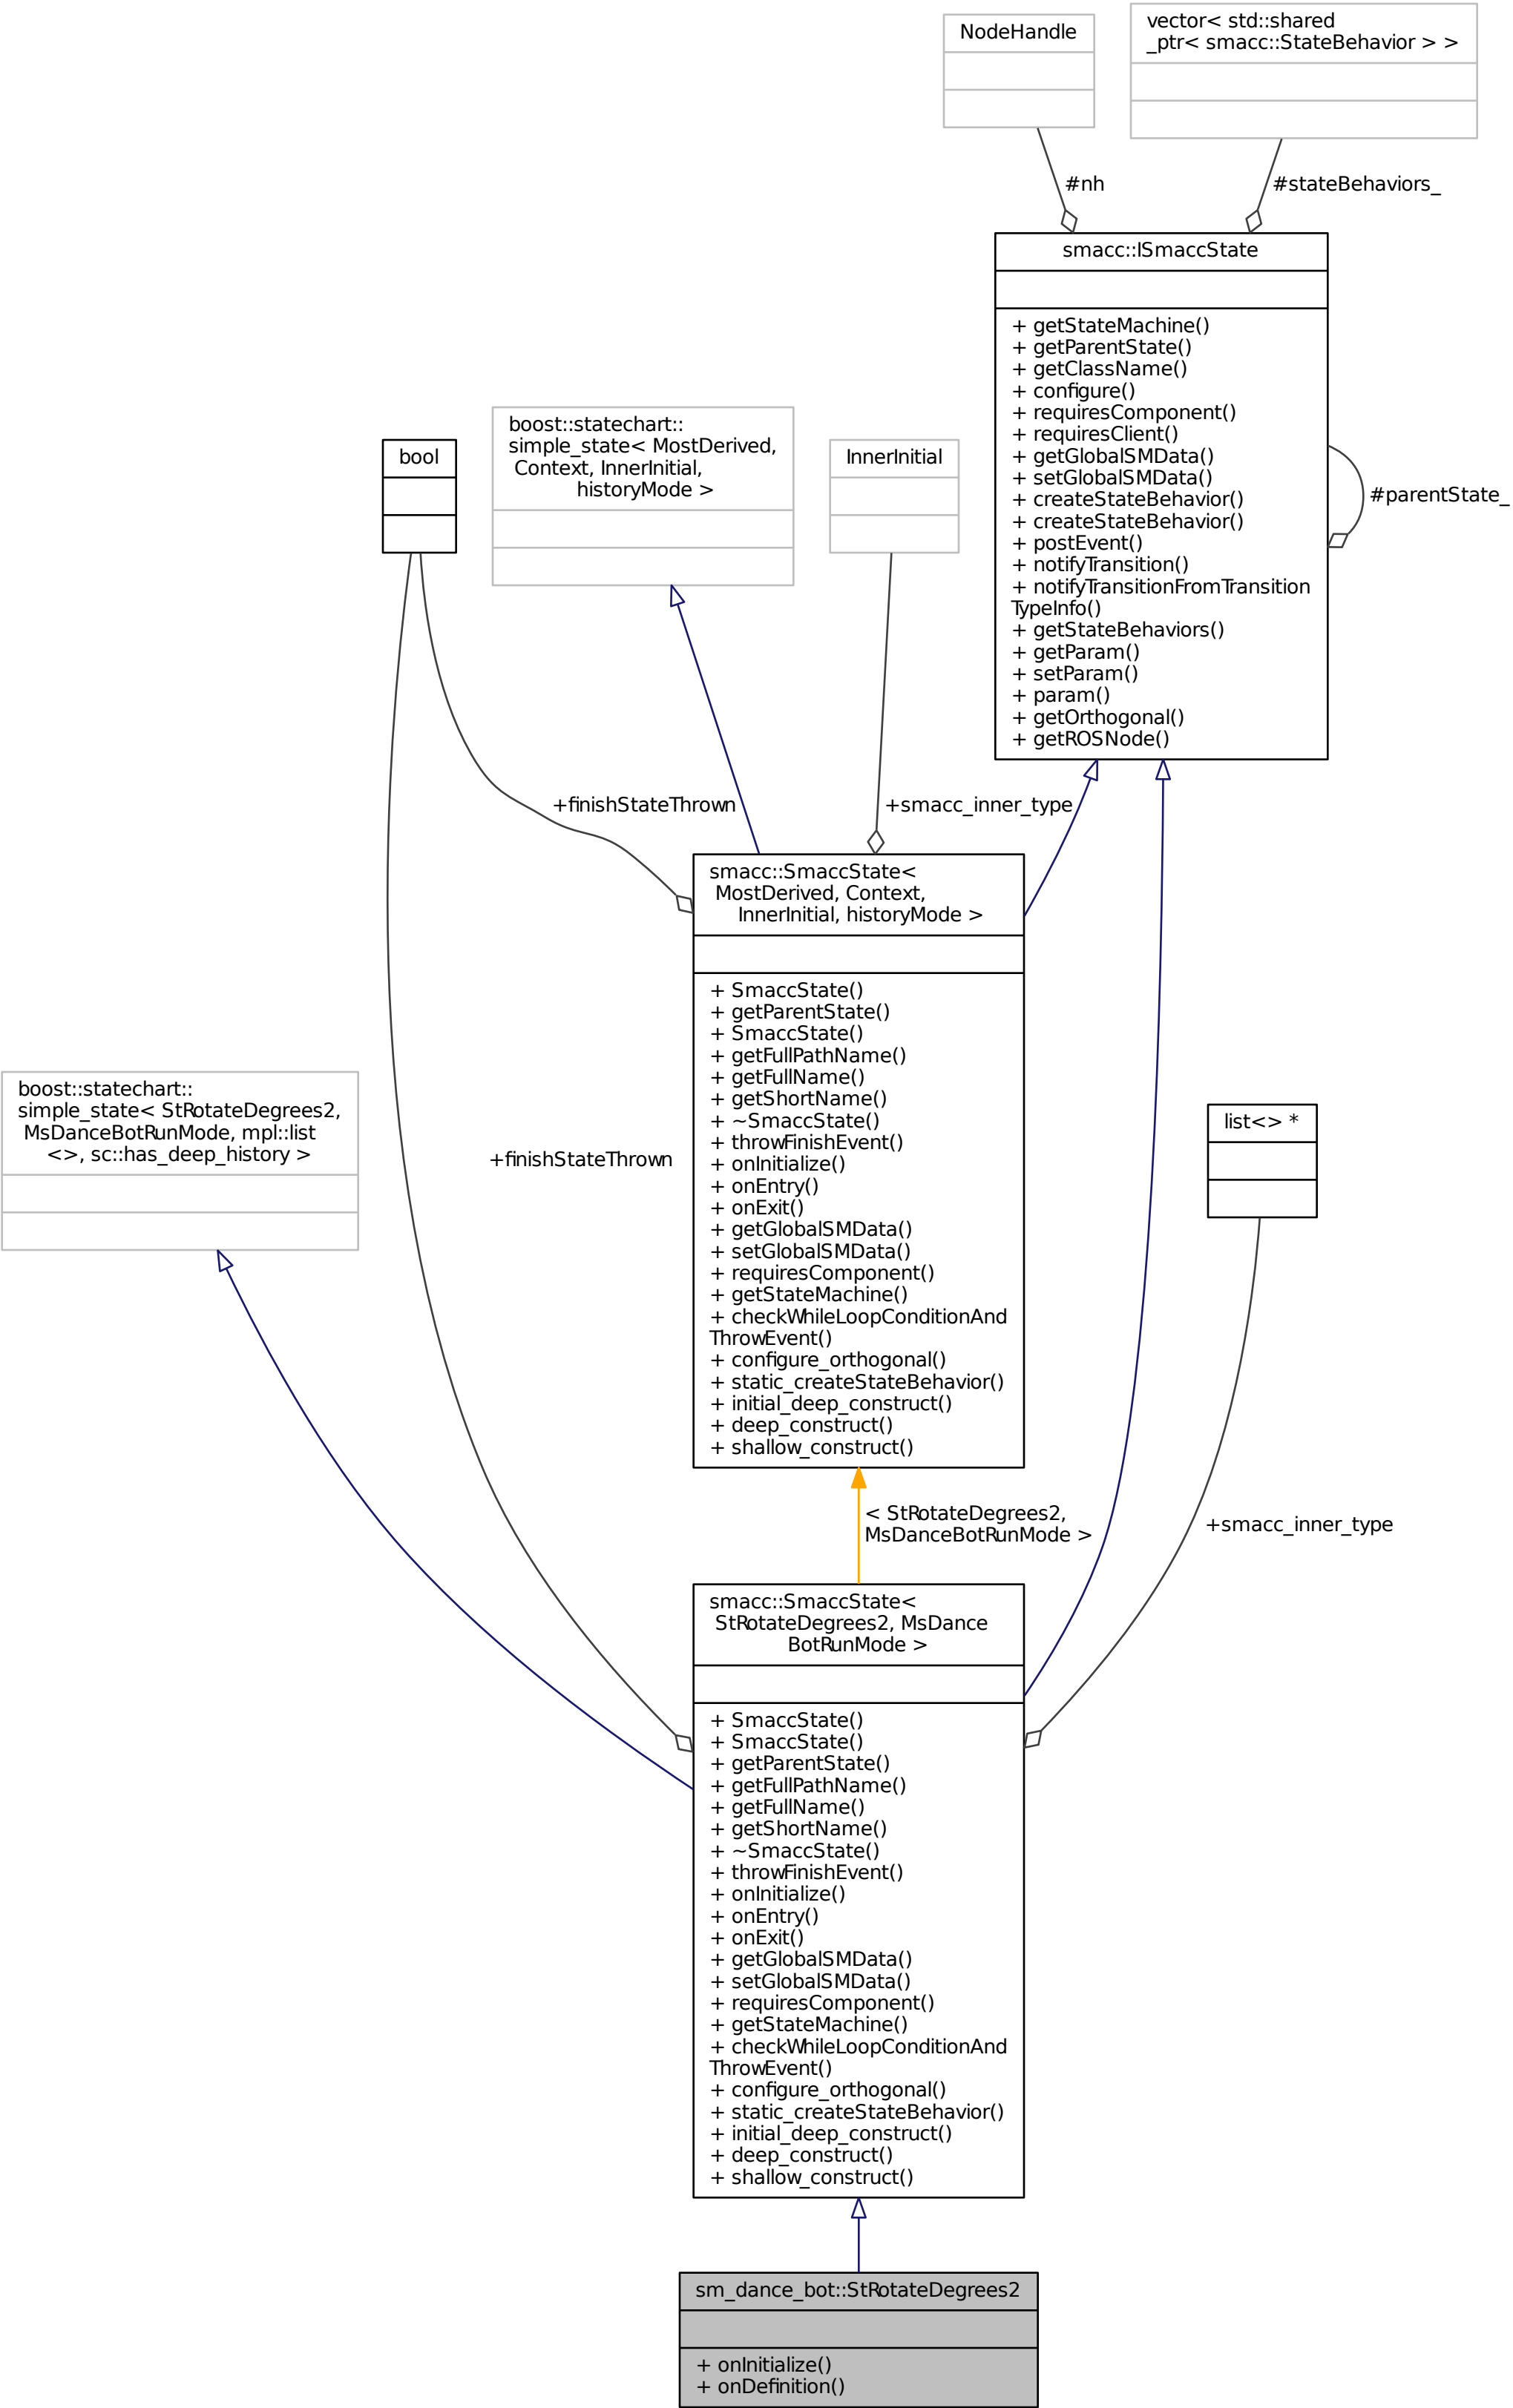 NodeHandle
vector< std::shared
_ptr< smacc::StateBehavior > >
#nh
#stateBehaviors_
smacc::ISmaccState
+ getStateMachine()
+ getParentState()
+ getClassName()
+ configure()
+ requiresComponent()
+ requiresClient()
+ getGlobalSMData()
+ setGlobalSMData()
+ createStateBehavior()
+ createStateBehavior()
+ postEvent()
+ notifyTransition()
+ notifyTransitionFromTransition
TypeInfo()
+ getStateBehaviors()
+ getParam()
+ setParam()
+ param()
+ getOrthogonal()
+ getROSNode()
#parentState_
bool
boost::statechart::
simple_state< MostDerived,
Context, InnerInitial,
historyMode >
InnerInitial
+finishStateThrown
+smacc_inner_type
smacc::SmaccState<
MostDerived, Context,
InnerInitial, historyMode >
+ SmaccState()
+ getParentState()
+ SmaccState()
+ getFullPathName()
+ getFullName()
+ getShortName()
+ ~SmaccState()
+ throwFinishEvent()
+ onInitialize()
+ onEntry()
+ onExit()
+ getGlobalSMData()
+ setGlobalSMData()
+ requiresComponent()
+ getStateMachine()
+ checkWhileLoopConditionAnd
ThrowEvent()
+ configure_orthogonal()
+ static_createStateBehavior()
+ initial_deep_construct()
+ deep_construct()
+ shallow_construct()
boost::statechart::
simple_state< StRotateDegrees2,
MsDanceBotRunMode, mpl::list
<>, sc::has_deep_history >
+finishStateThrown
list<> *
< StRotateDegrees2,
MsDanceBotRunMode >
+smacc_inner_type
smacc::SmaccState<
StRotateDegrees2, MsDance
BotRunMode >
+ SmaccState()
+ SmaccState()
+ getParentState()
+ getFullPathName()
+ getFullName()
+ getShortName()
+ ~SmaccState()
+ throwFinishEvent()
+ onInitialize()
+ onEntry()
+ onExit()
+ getGlobalSMData()
+ setGlobalSMData()
+ requiresComponent()
+ getStateMachine()
+ checkWhileLoopConditionAnd
ThrowEvent()
+ configure_orthogonal()
+ static_createStateBehavior()
+ initial_deep_construct()
+ deep_construct()
+ shallow_construct()
sm_dance_bot::StRotateDegrees2
+ onInitialize()
+ onDefinition()